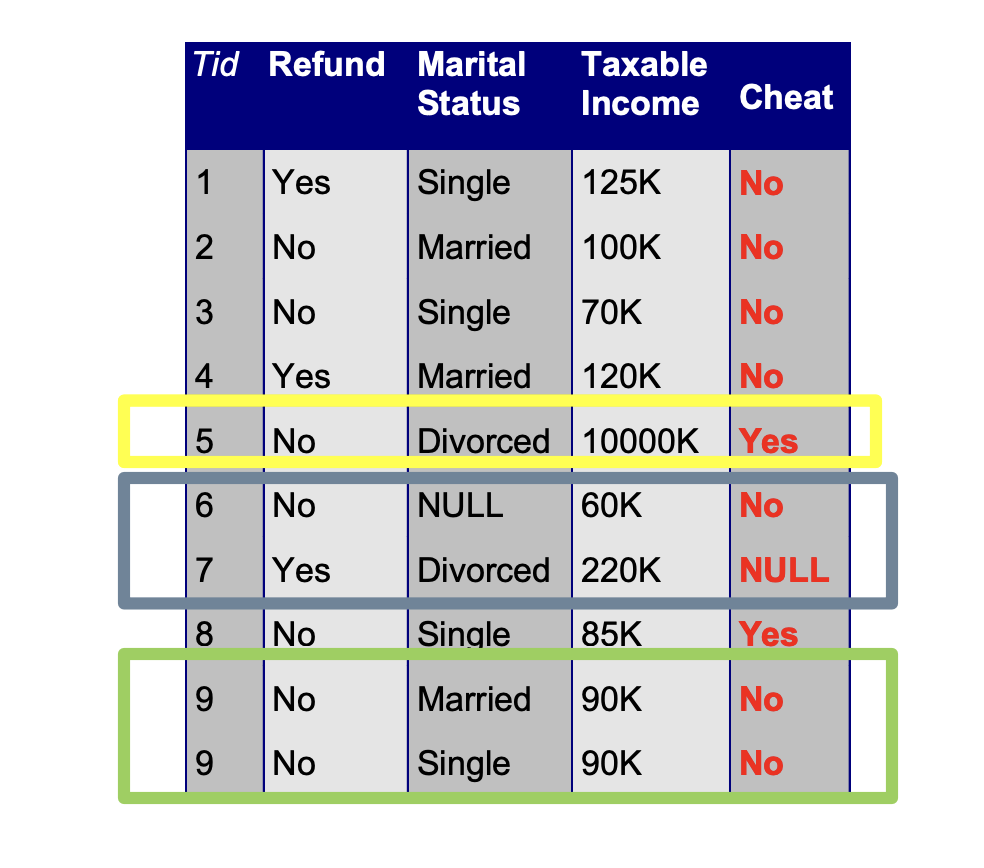 Tid Refund Marital Status Taxable Income Cheat
1 Yes Single 125K No
2 No Married 100K No
3 No Single 70K No
4 Yes Married 120K No
5 No Divorced 10000K Yes
6 No NULL 60K No
7 Yes Divorced 220K NULL
8 No Single 85K Yes
9 No Married 90K No
9 No Single 90K No